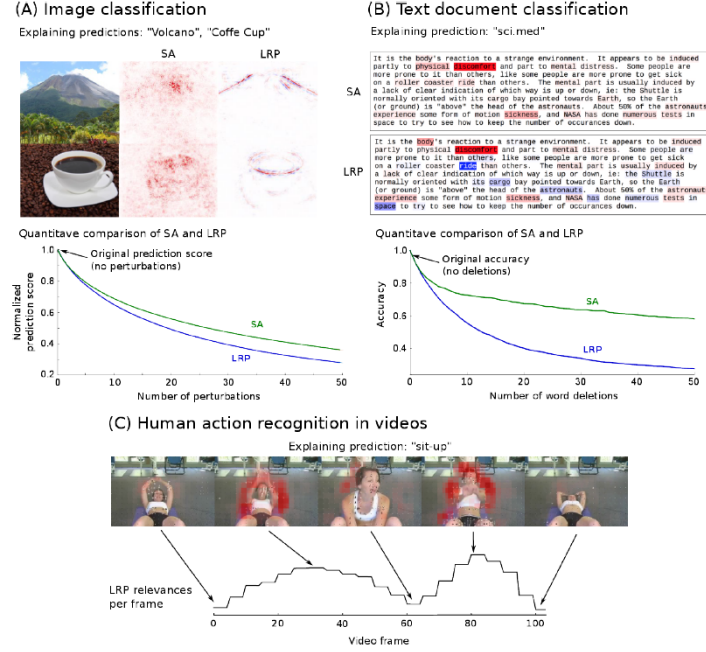 (A) Image classification
Explaining predictions: "Volcano", "Coffe Cup"
SA
LRP
Quantitave comparison of SA and LRP
Original prediction score
(no perturbations)
Normalized
prediction score
1.0
0.8
0.6
0.4
0.2
SA
LRP
0
10
20
30
40
50
Number of perturbations
(B) Text document classification
Explaining prediction: "sci.med"
SA
It is the body's reaction to a strange environment. It appears to be induced
partly to physical discomfort and part to mental distress. Some people are
more prone to it than others, like some people are more prone to get sick
on a roller coaster ride than others. The mental part is usually induced by
a lack of clear indication of which way is up or down, ie: the Shuttle is
normally oriented with its cargo bay pointed towards Earth, so the Earth
(or ground) is "above" the head of the astronauts. About 50% of the astronauts
experience some form of motion sickness, and NASA has done numerous tests in
space to try to see how to keep the number of occurances down.
LRP
It is the body's reaction to a strange environment. It appears to be induced
partly to physical discomfort and part to mental distress. Some people are
more prone to it than others, like some people are more prone to get sick
on a roller coaster ride than others. The mental part is usually induced by
a lack of clear indication of which way is up or down, ie: the Shuttle is
normally oriented with its cargo bay pointed towards Earth, so the Earth
(or ground) is "above" the head of the astronauts. About 50% of the astronauts
experience some form of motion sickness, and NASA has done numerous tests in
space to try to see how to keep the number of occurances down.
Quantitave comparison of SA and LRP
Original accuracy
(no deletions)
Accuracy
1.0
0.8
0.6
0.4
SA
LRP
0
10
20
30
40
50
Number of word deletions
(C) Human action recognition in videos
Explaining prediction: "sit-up"
LRP relevances
per frame
0
20
40
60
80
100
Video frame